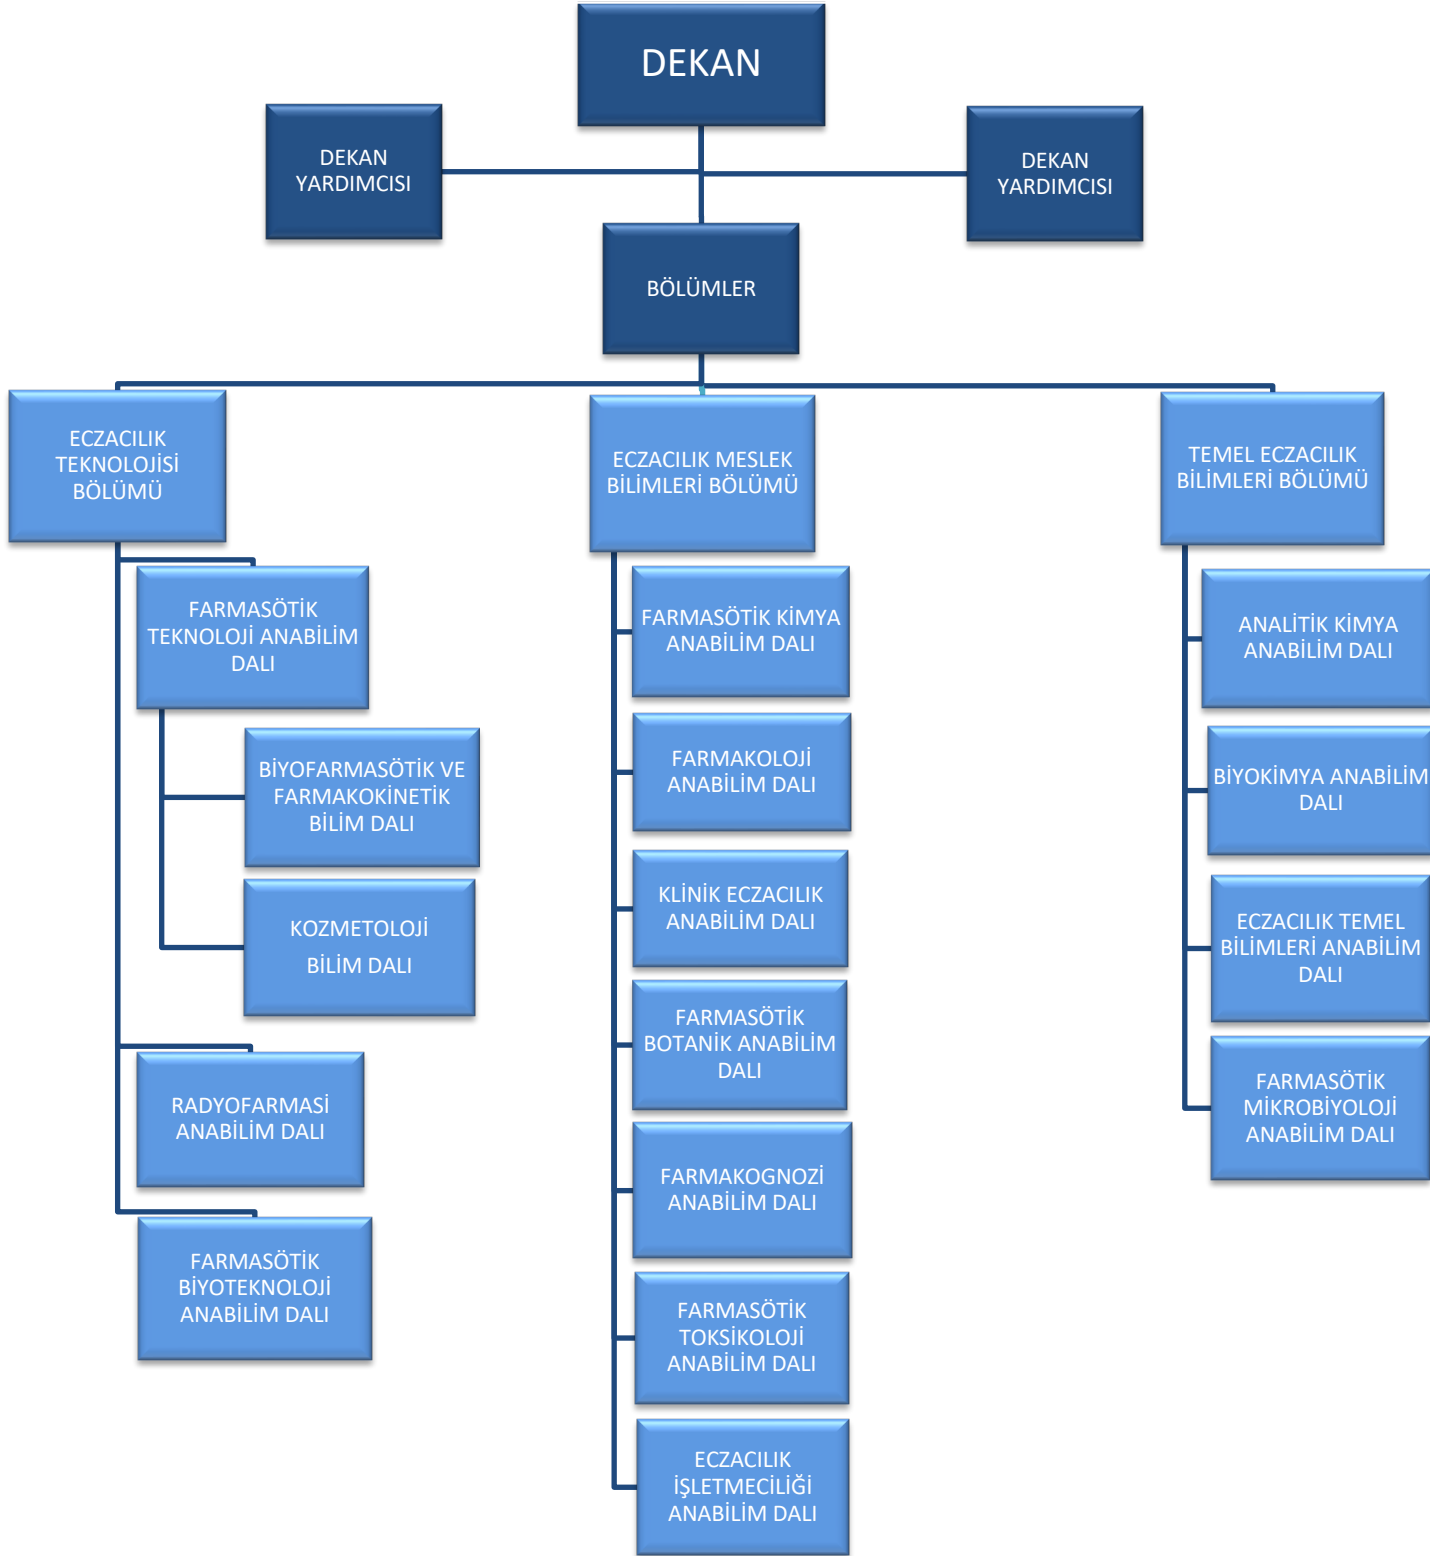 DEKAN
DEKAN
YARDIMCISI
DEKAN
YARDIMCISI
BÖLÜMLER
ECZACILIK
TEKNOLOJİSİ
BÖLÜMÜ
FARMASÖTİK
TEKNOLOJİ ANABİLİM
DALI
BİYOFARMASÖTİK VE
FARMAKOKİNETİK
BİLİM DALI
KOZMETOLOJİ
BİLİM DALI
RADYOFARMASİ
ANABİLİM DALI
FARMASÖTİK
BİYOTEKNOLOJİ
ANABİLİM DALI
ECZACILIK MESLEK
BİLİMLERİ BÖLÜMÜ
FARMASÖTİK KİMYA
ANABİLİM DALI
FARMAKOLOJİ
ANABİLİM DALI
KLİNİK ECZACILIK
ANABİLİM DALI
FARMASÖTİK
BOTANİK ANABİLİM
DALI
FARMAKOGNOZİ
ANABİLİM DALI
FARMASÖTİK
TOKSİKOLOJİ
ANABİLİM DALI
ECZACILIK
İŞLETMECİLİĞİ
ANABİLİM DALI
TEMEL ECZACILIK
BİLİMLERİ BÖLÜMÜ
ANALİTİK KİMYA
ANABİLİM DALI
BİYOKİMYA ANABİLİM
DALI
ECZACILIK TEMEL
BİLİMLERİ ANABİLİM
DALI
FARMASÖTİK
MİKROBİYOLOJİ
ANABİLİM DALI